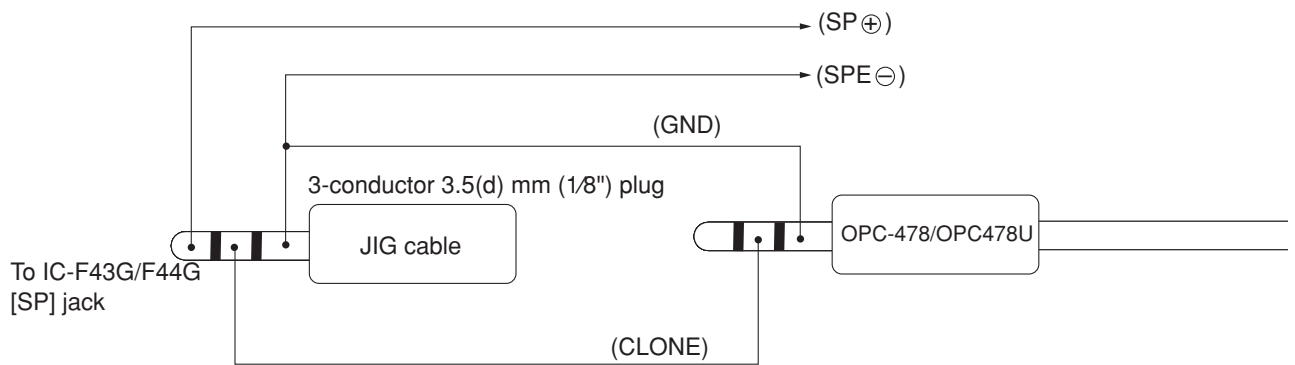 (SP⊕)
(SPE⊖)
(GND)
3-conductor 3.5(d) mm (1/8") plug
JIG cable
OPC-478/OPC478U
To IC-F43G/F44G
[SP] jack
(CLONE)